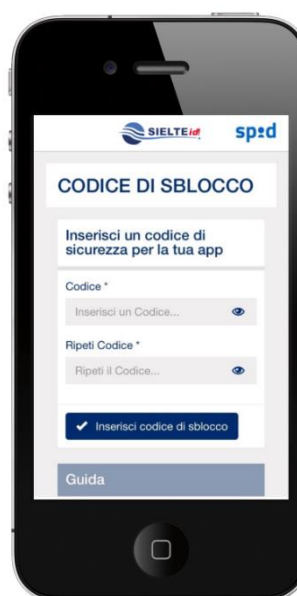 SIELTEid
spid
CODICE DI SBLOCCO
Inserisci un codice di
sicurezza per la tua app
Codice *
Inserisci un Codice...
Ripeti Codice *
Ripeti il Codice...
Inserisci codice di sblocco
Guida